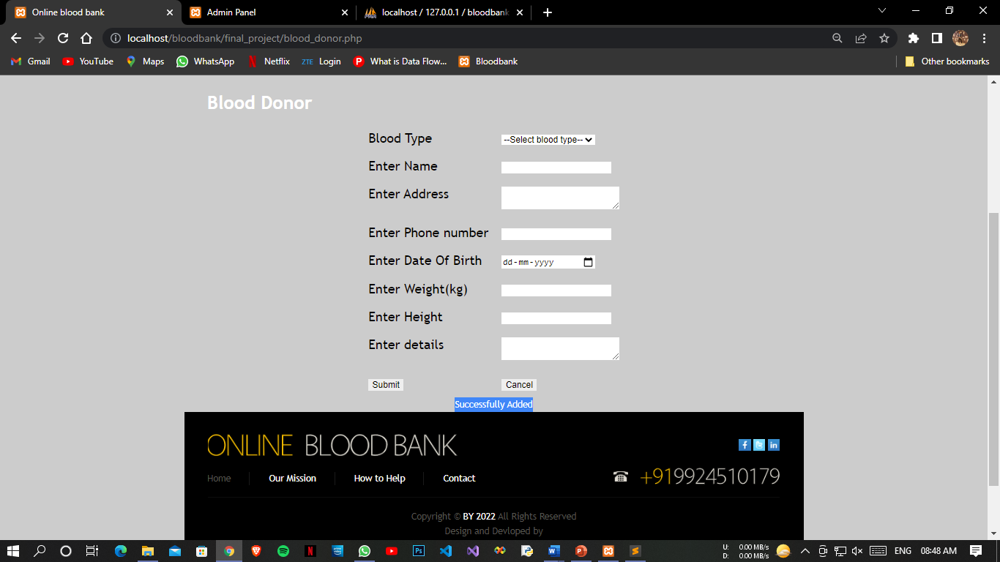 Online blood bank
Admin Panel
localhost / 127.0.0.1 / bloodbank
localhost/bloodbank/final_project/blood_donor.php
Gmail YouTube Maps WhatsApp Netflix ZTE Login What is Data Flow... Bloodbank Other bookmarks
Blood Donor
Blood Type --Select blood type--
Enter Name
Enter Address
Enter Phone number
Enter Date Of Birth dd-mm-yyyy
Enter Weight(kg)
Enter Height
Enter details
Submit Cancel
Successfully Added
ONLINE BLOOD BANK
f t in
Home Our Mission How to Help Contact +919924510179
Copyright © BY 2022 All Rights Reserved
Design and Devloped by
U: 0.00 MB/s
D: 0.00 MB/s
ENG 08:48 AM